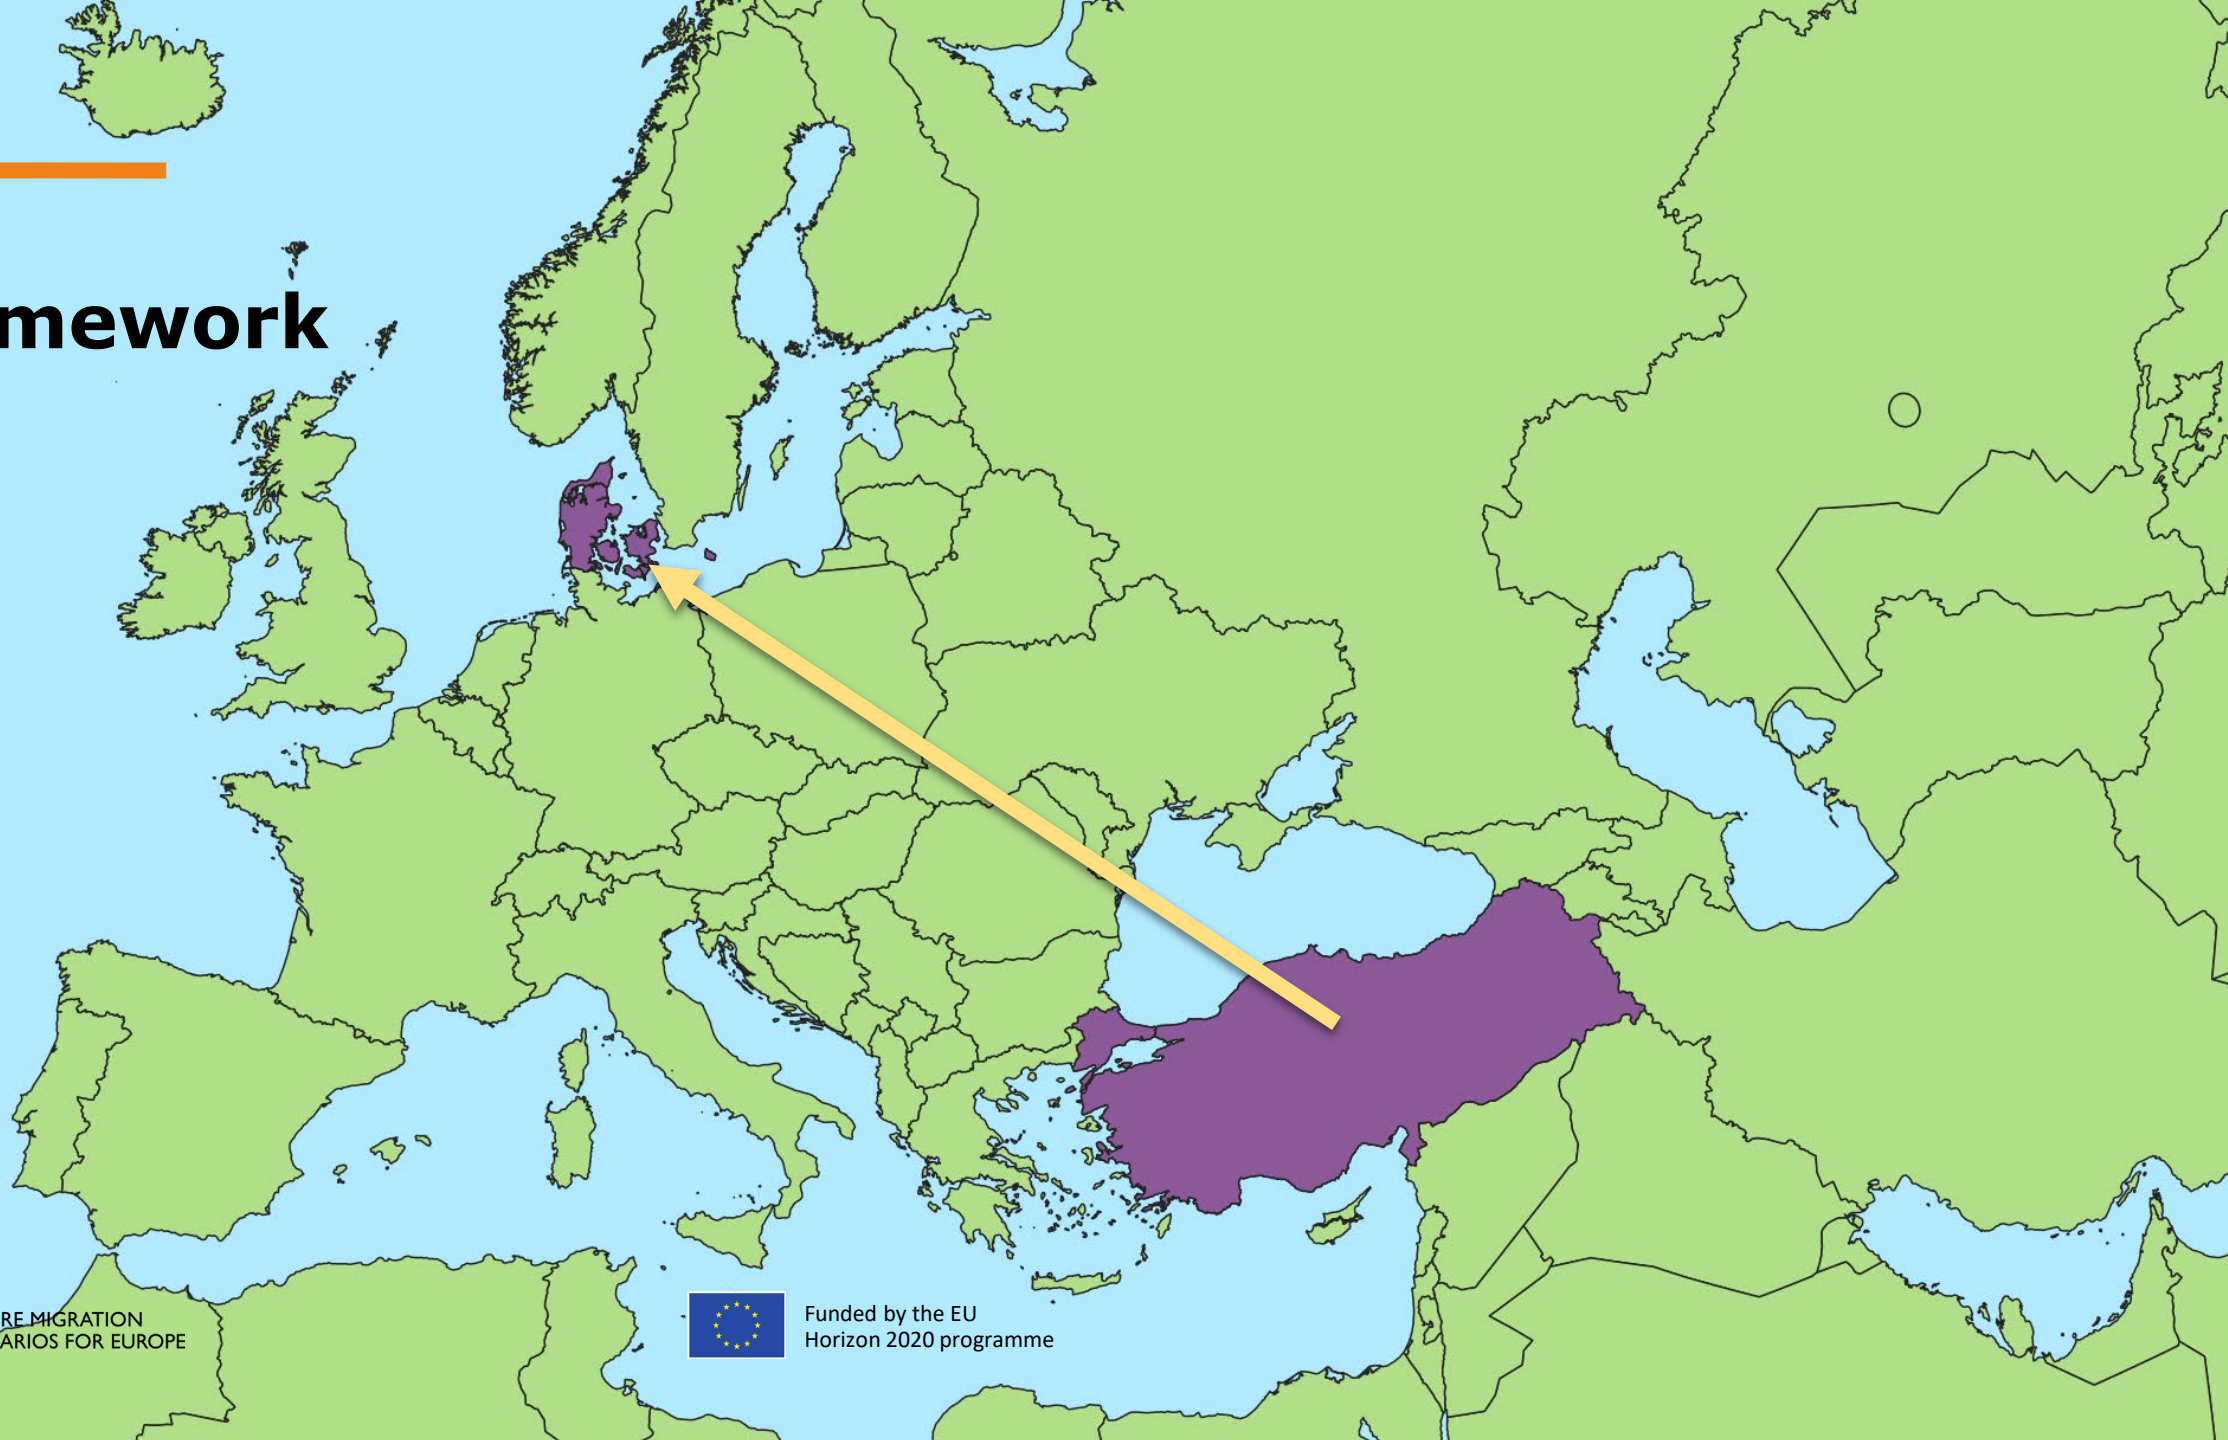 mework
RE MIGRATION
ARIOS FOR EUROPE
Funded by the EU
Horizon 2020 programme